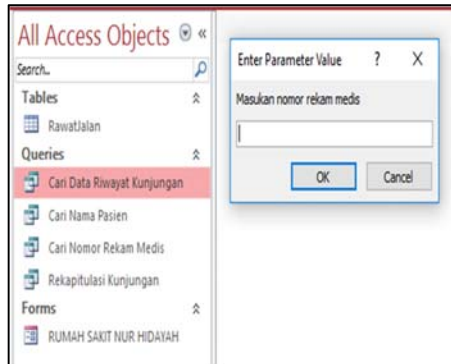 All Access Objects
Search...
Tables
RawatJalan
Queries
Cari Data Riwayat Kunjungan
Cari Nama Pasien
Cari Nomor Rekam Medis
Rekapitulasi Kunjungan
Forms
RUMAH SAKIT NUR HIDAYAH
Enter Parameter Value
?
X
Masukan nomor rekam medis
OK
Cancel